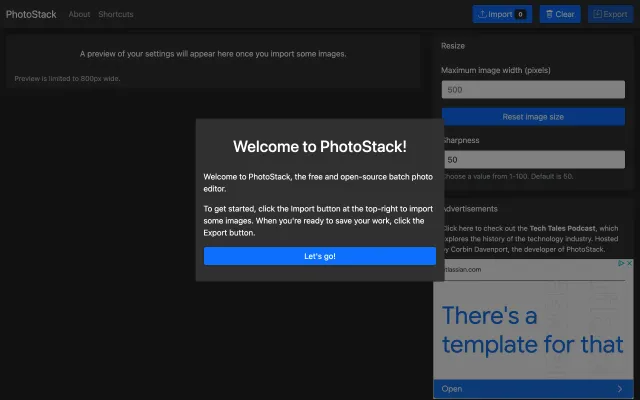 PhotoStack About Shortcuts Import 0 Clear Export
A preview of your settings will appear here once you import some images.
Preview is limited to 800px wide.
Resize
Maximum image width (pixels)
500
Reset image size
Sharpness
50
Choose a value from 1-100. Default is 50.
Welcome to PhotoStack!
Welcome to PhotoStack, the free and open-source batch photo
editor.
To get started, click the Import button at the top-right to import
some images. When you're ready to save your work, click the
Export button.
Let's go!
Advertisements
Click here to check out the Tech Tales Podcast, which
explores the history of the technology industry. Hosted
by Corbin Davenport, the developer of PhotoStack.
atlassian.com
There's a
template for that
Open